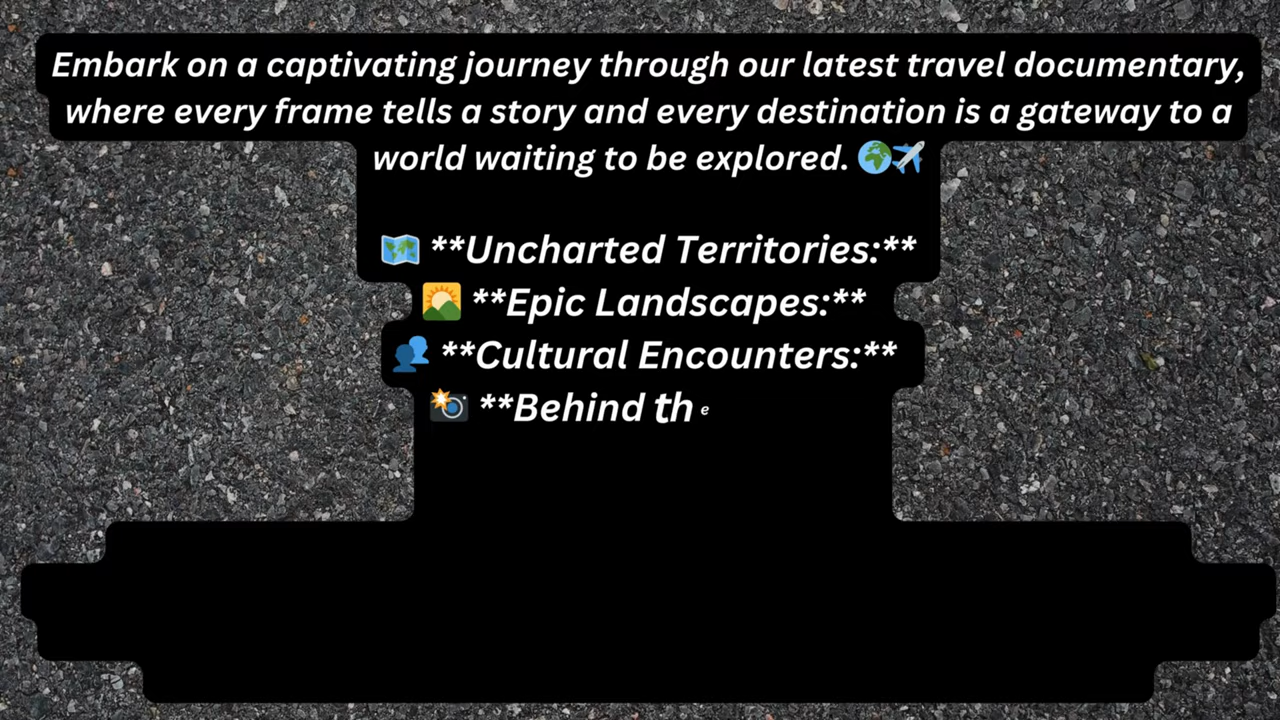 Embark on a captivating journey through our latest travel documentary,
where every frame tells a story and every destination is a gateway to a
world waiting to be explored. 🌍✈️
🗺️ **Uncharted Territories:**
🌄 **Epic Landscapes:**
👥 **Cultural Encounters:**
📸 **Behind the